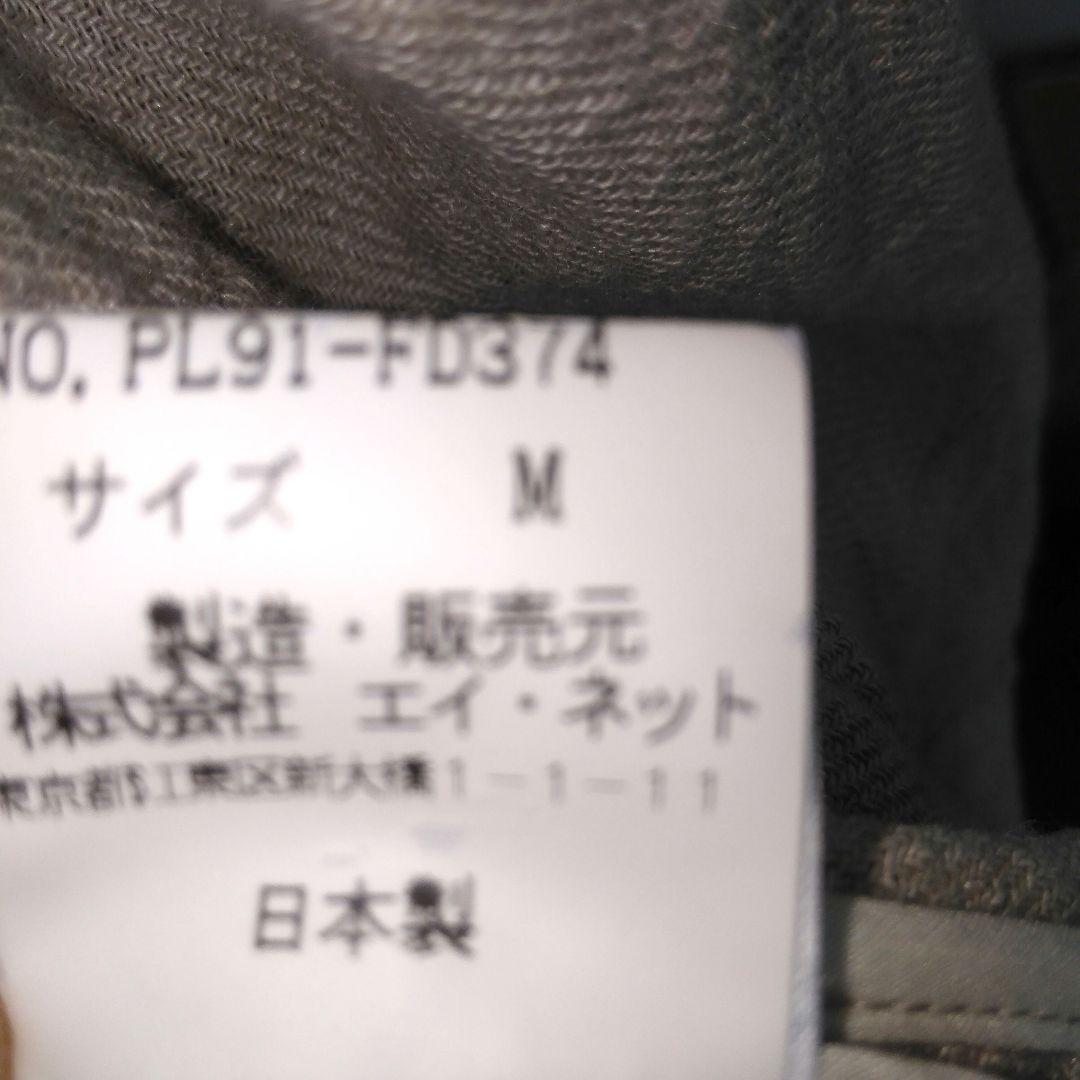 NO. PL91-FD374
サイズ M
製造・販売元
株式会社 エイ・ネット
東京都江東区新大橋1-1-11
日本製